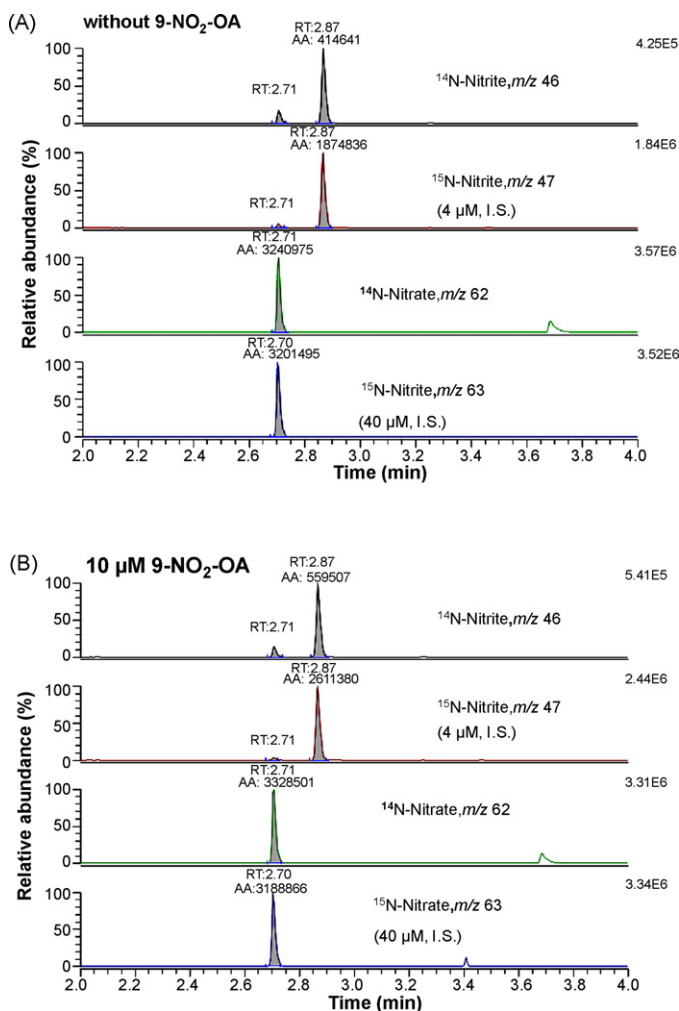 (A) without 9-NO₂-OA
RT:2.87
AA: 414641
4.25E5
RT:2.71
¹⁴N-Nitrite,m/z 46
100
50
0
RT:2.87
AA: 1874836
1.84E6
¹⁵N-Nitrite,m/z 47
RT:2.71
(4 µM, I.S.)
100
50
0
RT:2.71
AA: 3240975
3.57E6
¹⁴N-Nitrate,m/z 62
100
50
0
RT:2.70
AA: 3201495
3.52E6
¹⁵N-Nitrite,m/z 63
(40 µM, I.S.)
100
50
0
Relative abundance (%)
2.0 2.2 2.4 2.6 2.8 3.0 3.2 3.4 3.6 3.8 4.0
Time (min)
(B) 10 µM 9-NO₂-OA
RT:2.87
AA: 559507
5.41E5
RT:2.71
¹⁴N-Nitrite,m/z 46
100
50
0
RT:2.87
AA: 2611380
2.44E6
¹⁵N-Nitrite,m/z 47
RT:2.71
(4 µM, I.S.)
100
50
0
RT:2.71
AA: 3328501
3.31E6
¹⁴N-Nitrate,m/z 62
100
50
0
RT:2.70
AA:3188866
3.34E6
¹⁵N-Nitrate,m/z 63
(40 µM, I.S.)
100
50
0
Relative abundance (%)
2.0 2.2 2.4 2.6 2.8 3.0 3.2 3.4 3.6 3.8 4.0
Time (min)